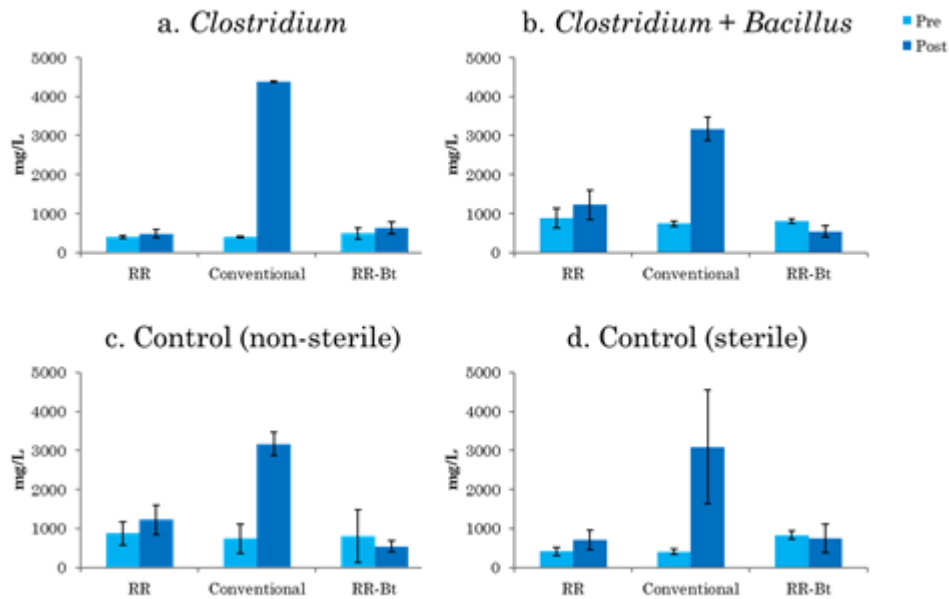 a. Clostridium
5000
4000
3000
2000
1000
0
mg/L
RR Conventional RR-Bt
b. Clostridium + Bacillus
5000
4000
3000
2000
1000
0
mg/L
RR Conventional RR-Bt
Pre
Post
c. Control (non-sterile)
5000
4000
3000
2000
1000
0
mg/L
RR Conventional RR-Bt
d. Control (sterile)
5000
4000
3000
2000
1000
0
mg/L
RR Conventional RR-Bt